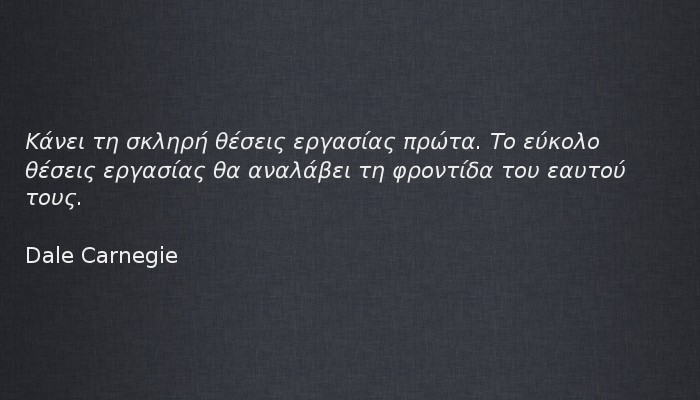 Κάνει τη σκληρή θέσεις εργασίας πρώτα. Το εύκολο
θέσεις εργασίας θα αναλάβει τη φροντίδα του εαυτού
τους.
Dale Carnegie